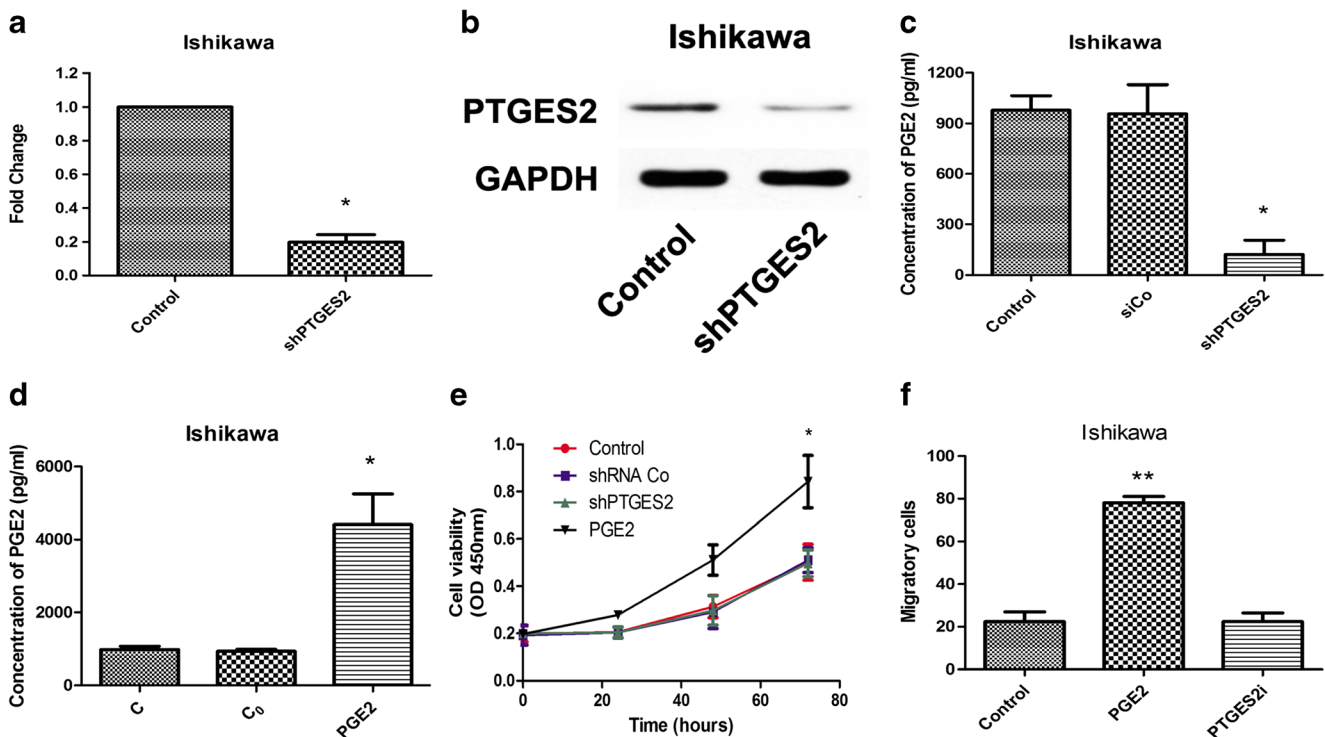 a
Ishikawa
Fold Change
1.2
1.0
0.8
0.6
0.4
0.2
0.0
*
Control
shPTGES2
b
Ishikawa
PTGES2
GAPDH
Control
shPTGES2
c
Ishikawa
Concentration of PGE2 (pg/ml)
1200
900
600
300
0
*
Control
siCo
shPTGES2
d
Ishikawa
Concentration of PGE2 (pg/ml)
6000
4000
2000
0
*
C
C₀
PGE2
e
Cell viability
(OD 450nm)
1.0
0.8
0.6
0.4
0.2
0.0
Control
shRNA Co
shPTGES2
PGE2
*
0 20 40 60 80
Time (hours)
f
Ishikawa
Migratory cells
100
80
60
40
20
0
**
Control
PGE2
PTGES2i